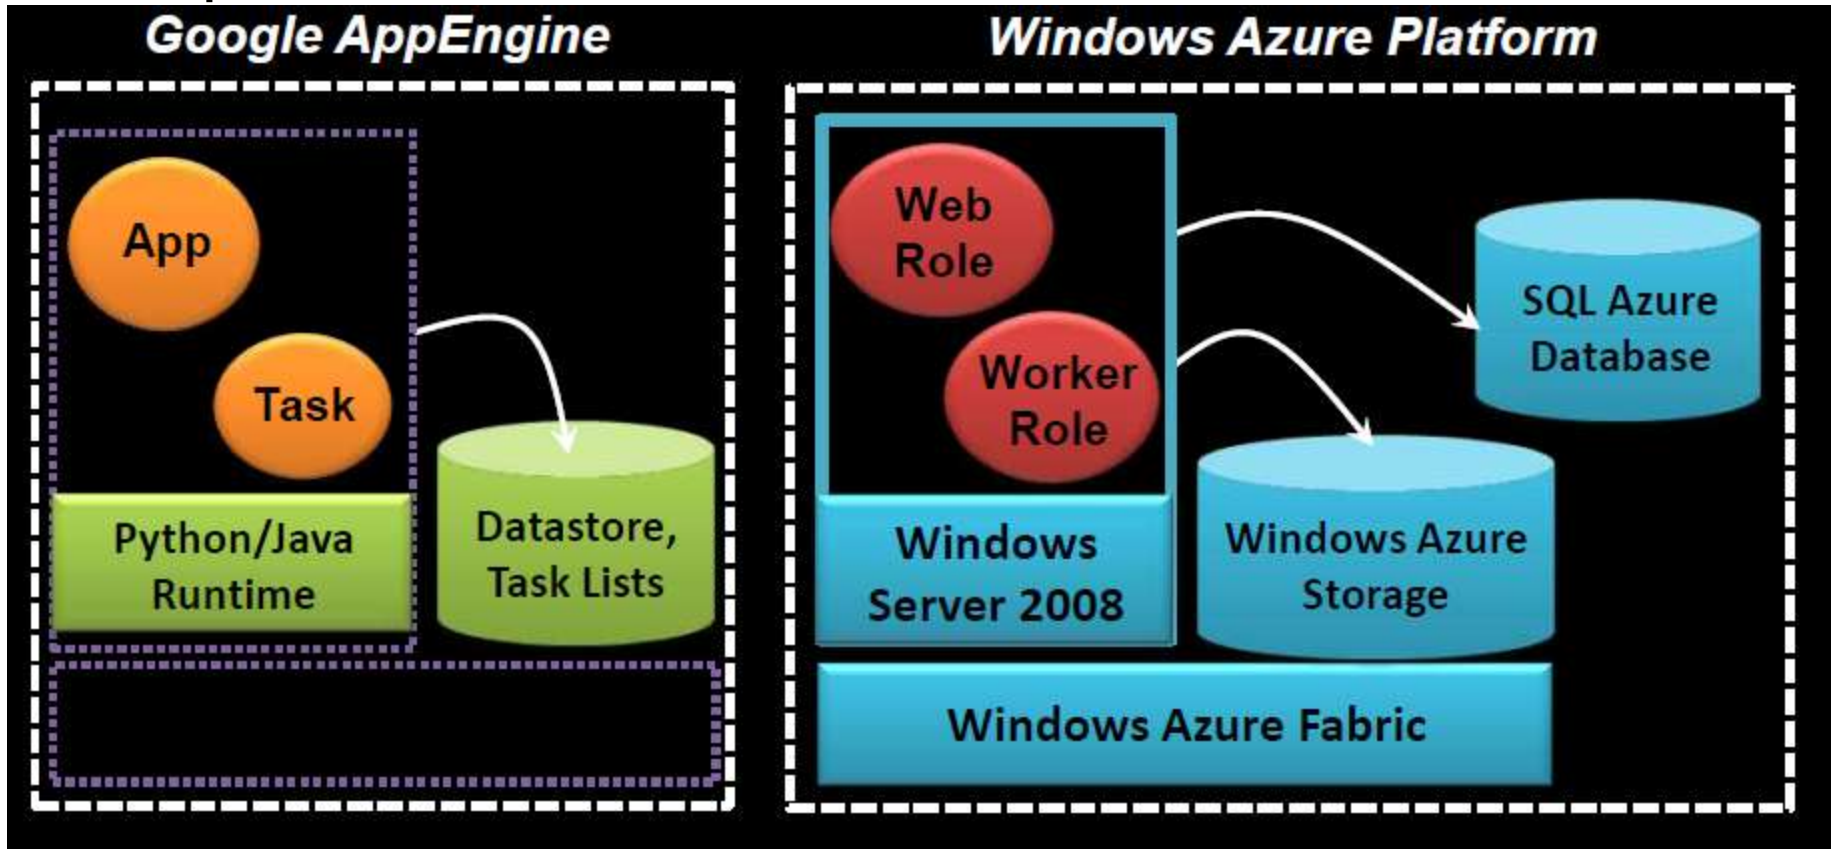 Google AppEngine
App
Task
Python/Java
Runtime
Datastore,
Task Lists
Windows Azure Platform
Web
Role
Worker
Role
Windows
Server 2008
SQL Azure
Database
Windows Azure
Storage
Windows Azure Fabric